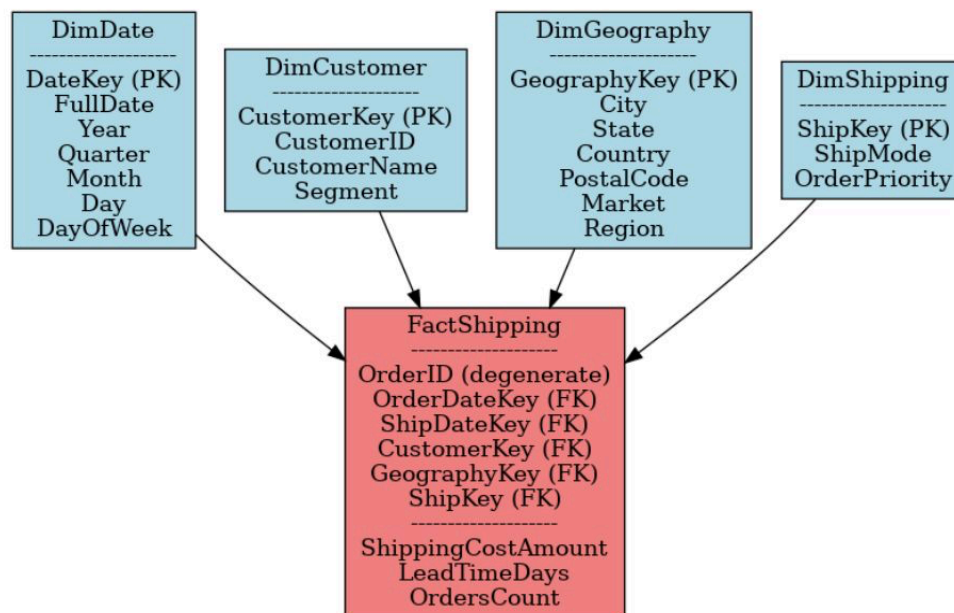 DimDate
--------------------
DateKey (PK)
FullDate
Year
Quarter
Month
Day
DayOfWeek
DimCustomer
--------------------
CustomerKey (PK)
CustomerID
CustomerName
Segment
DimGeography
--------------------
GeographyKey (PK)
City
State
Country
PostalCode
Market
Region
DimShipping
--------------------
ShipKey (PK)
ShipMode
OrderPriority
FactShipping
--------------------
OrderID (degenerate)
OrderDateKey (FK)
ShipDateKey (FK)
CustomerKey (FK)
GeographyKey (FK)
ShipKey (FK)
--------------------
ShippingCostAmount
LeadTimeDays
OrdersCount